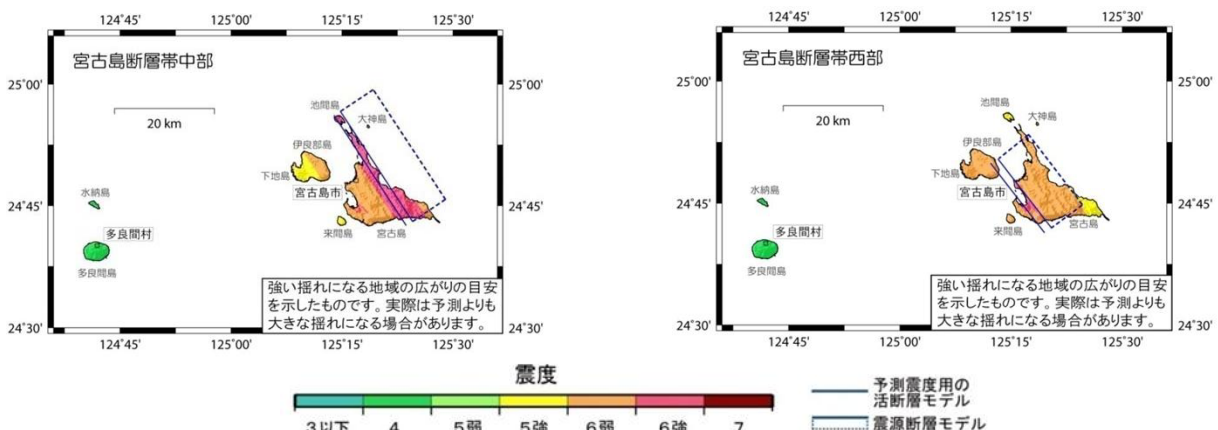 124°45' 125°00' 125°15' 125°30'
宮古島断層帯中部
25°00' 25°00'
20 km
池間島
大神島
伊良部島
下地島
宮古島市
水納島
24°45' 24°45'
多良間村
来間島
宮古島
多良間島
強い揺れになる地域の広がりの目安
を示したものです。実際は予測よりも
大きな揺れになる場合があります。
24°30' 24°30'
124°45' 125°00' 125°15' 125°30'
124°45' 125°00' 125°15' 125°30'
宮古島断層帯西部
25°00' 25°00'
20 km
池間島
大神島
伊良部島
下地島
宮古島市
水納島
24°45' 24°45'
多良間村
来間島
宮古島
多良間島
強い揺れになる地域の広がりの目安
を示したものです。実際は予測よりも
大きな揺れになる場合があります。
24°30' 24°30'
124°45' 125°00' 125°15' 125°30'
震度
3以下 4 5弱 5強 6弱 6強 7
予測震度用の
活断層モデル
震源断層モデル